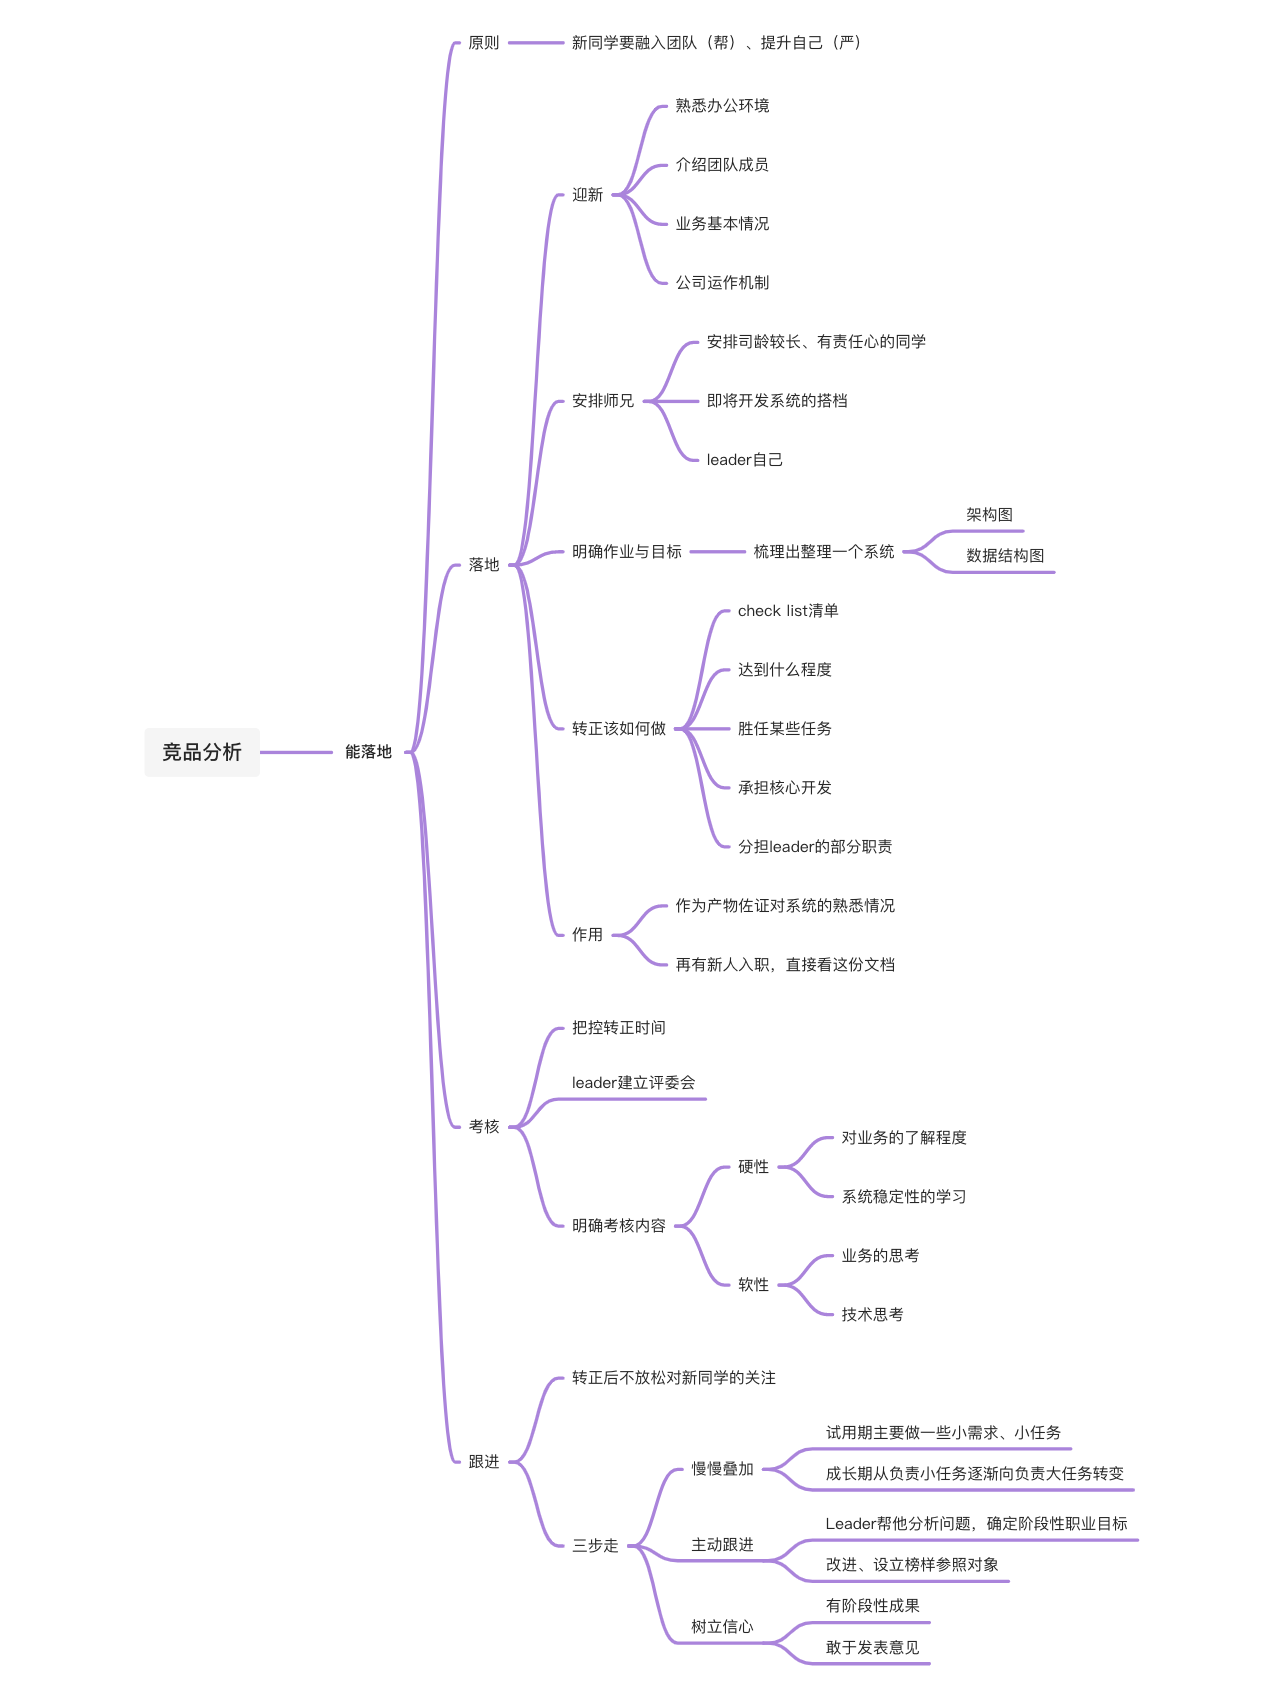 竞品分析
能落地
原则
新同学要融入团队（帮）、提升自己（严）
落地
迎新
熟悉办公环境
介绍团队成员
业务基本情况
公司运作机制
安排师兄
安排司龄较长、有责任心的同学
即将开发系统的搭档
leader自己
明确作业与目标
梳理出整理一个系统
架构图
数据结构图
转正该如何做
check list清单
达到什么程度
胜任某些任务
承担核心开发
分担leader的部分职责
作用
作为产物佐证对系统的熟悉情况
再有新人入职，直接看这份文档
考核
把控转正时间
leader建立评委会
明确考核内容
硬性
对业务的了解程度
系统稳定性的学习
软性
业务的思考
技术思考
跟进
转正后不放松对新同学的关注
三步走
慢慢叠加
试用期主要做一些小需求、小任务
成长期从负责小任务逐渐向负责大任务转变
主动跟进
Leader帮他分析问题，确定阶段性职业目标
改进、设立榜样参照对象
树立信心
有阶段性成果
敢于发表意见